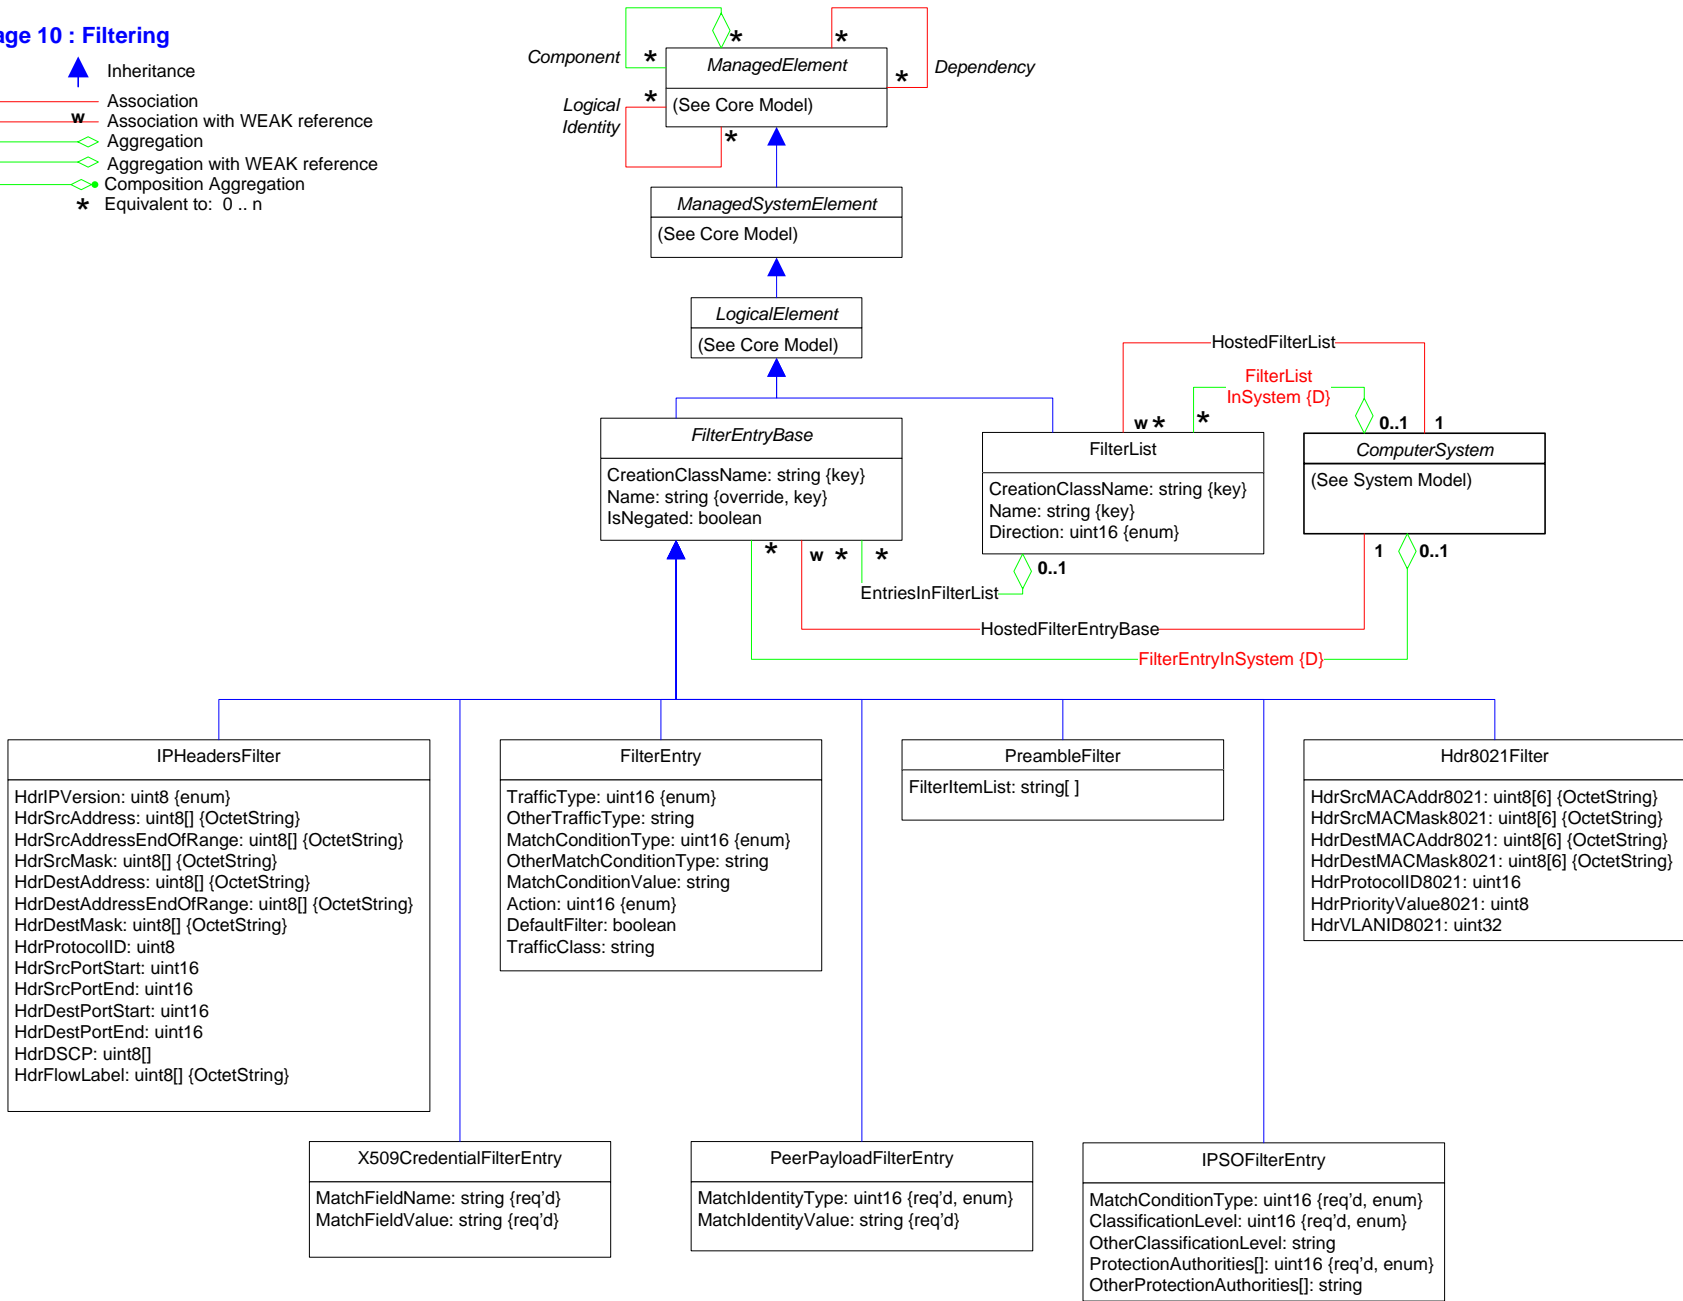 age 10 : Filtering
Inheritance
Association
w Association with WEAK reference
Aggregation
Aggregation with WEAK reference
Composition Aggregation
* Equivalent to: 0 .. n
Component
*
*
*
*
Dependency
ManagedElement
(See Core Model)
Logical
Identity
*
*
ManagedSystemElement
(See Core Model)
LogicalElement
(See Core Model)
HostedFilterList
FilterList
InSystem {D}
w *
*
0..1
1
FilterEntryBase
CreationClassName: string {key}
Name: string {override, key}
IsNegated: boolean
FilterList
CreationClassName: string {key}
Name: string {key}
Direction: uint16 {enum}
ComputerSystem
(See System Model)
*
w *
*
0..1
1
0..1
EntriesInFilterList
HostedFilterEntryBase
FilterEntryInSystem {D}
IPHeadersFilter
HdrIPVersion: uint8 {enum}
HdrSrcAddress: uint8[] {OctetString}
HdrSrcAddressEndOfRange: uint8[] {OctetString}
HdrSrcMask: uint8[] {OctetString}
HdrDestAddress: uint8[] {OctetString}
HdrDestAddressEndOfRange: uint8[] {OctetString}
HdrDestMask: uint8[] {OctetString}
HdrProtocolID: uint8
HdrSrcPortStart: uint16
HdrSrcPortEnd: uint16
HdrDestPortStart: uint16
HdrDestPortEnd: uint16
HdrDSCP: uint8[]
HdrFlowLabel: uint8[] {OctetString}
FilterEntry
TrafficType: uint16 {enum}
OtherTrafficType: string
MatchConditionType: uint16 {enum}
OtherMatchConditionType: string
MatchConditionValue: string
Action: uint16 {enum}
DefaultFilter: boolean
TrafficClass: string
PreambleFilter
FilterItemList: string[ ]
Hdr8021Filter
HdrSrcMACAddr8021: uint8[6] {OctetString}
HdrSrcMACMask8021: uint8[6] {OctetString}
HdrDestMACAddr8021: uint8[6] {OctetString}
HdrDestMACMask8021: uint8[6] {OctetString}
HdrProtocolID8021: uint16
HdrPriorityValue8021: uint8
HdrVLANID8021: uint32
X509CredentialFilterEntry
MatchFieldName: string {req’d}
MatchFieldValue: string {req’d}
PeerPayloadFilterEntry
MatchIdentityType: uint16 {req’d, enum}
MatchIdentityValue: string {req’d}
IPSOFilterEntry
MatchConditionType: uint16 {req’d, enum}
ClassificationLevel: uint16 {req’d, enum}
OtherClassificationLevel: string
ProtectionAuthorities[]: uint16 {req’d, enum}
OtherProtectionAuthorities[]: string